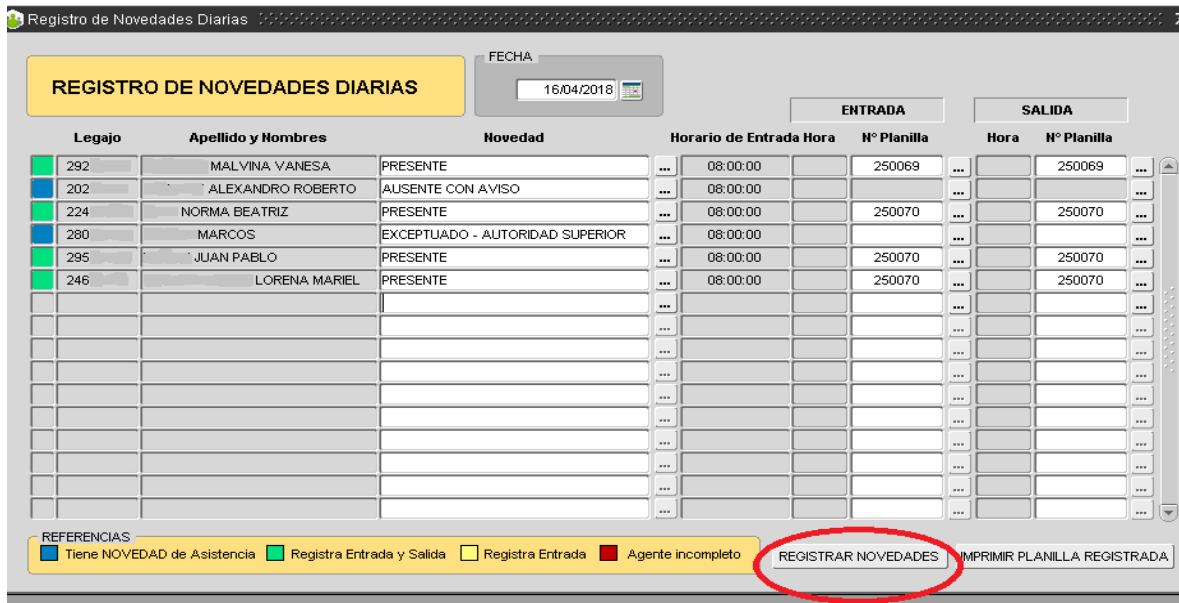 Registro de Novedades Diarias
FECHA
REGISTRO DE NOVEDADES DIARIAS
16/04/2018
ENTRADA SALIDA
Legajo Apellido y Nombres Novedad Horario de Entrada Hora Nº Planilla Hora Nº Planilla
292 MALVINA VANESA PRESENTE ... 08:00:00 250069 ... 250069 ...
202 ALEXANDRO ROBERTO AUSENTE CON AVISO ... 08:00:00 ... ...
224 NORMA BEATRIZ PRESENTE ... 08:00:00 250070 ... 250070 ...
280 MARCOS EXCEPTUADO - AUTORIDAD SUPERIOR ... 08:00:00 ... ...
295 JUAN PABLO PRESENTE ... 08:00:00 250070 ... 250070 ...
246 LORENA MARIEL PRESENTE ... 08:00:00 250070 ... 250070 ...
... ... ...
... ... ...
... ... ...
... ... ...
... ... ...
... ... ...
... ... ...
... ... ...
... ... ...
... ... ...
REFERENCIAS
Tiene NOVEDAD de Asistencia Registra Entrada y Salida Registra Entrada Agente incompleto REGISTRAR NOVEDADES IMPRIMIR PLANILLA REGISTRADA